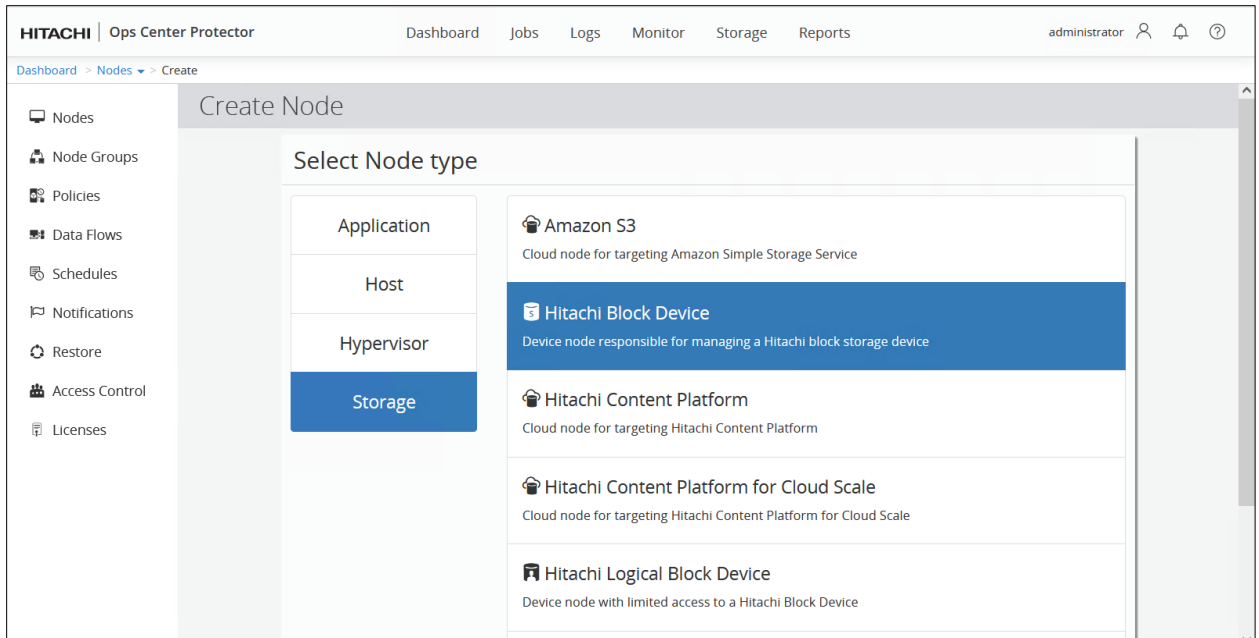 HITACHI Ops Center Protector Dashboard Jobs Logs Monitor Storage Reports administrator
Dashboard > Nodes > Create
Nodes
Node Groups
Policies
Data Flows
Schedules
Notifications
Restore
Access Control
Licenses
Create Node
Select Node type
Application
Host
Hypervisor
Storage
Amazon S3
Cloud node for targeting Amazon Simple Storage Service
Hitachi Block Device
Device node responsible for managing a Hitachi block storage device
Hitachi Content Platform
Cloud node for targeting Hitachi Content Platform
Hitachi Content Platform for Cloud Scale
Cloud node for targeting Hitachi Content Platform for Cloud Scale
Hitachi Logical Block Device
Device node with limited access to a Hitachi Block Device